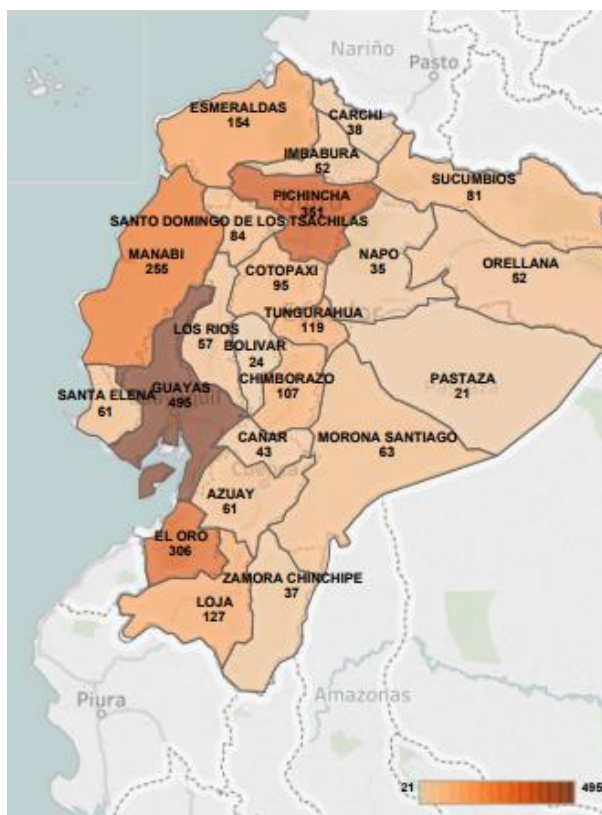 Nariño
Pasto
ESMERALDAS
154
CARCHI
38
IMBABURA
52
SUCUMBIOS
81
PICHINCHA
351
SANTO DOMINGO DE LOS TSACHILAS
84
MANABI
255
NAPO
35
ORELLANA
52
COTOPAXI
95
TUNGURAHUA
119
LOS RIOS
57
BOLIVAR
24
CHIMBORAZO
107
PASTAZA
21
GUAYAS
495
SANTA ELENA
61
CAÑAR
43
MORONA SANTIAGO
63
AZUAY
61
EL ORO
306
ZAMORA CHINCHIPE
37
LOJA
127
Piura
Amazonas
21
495